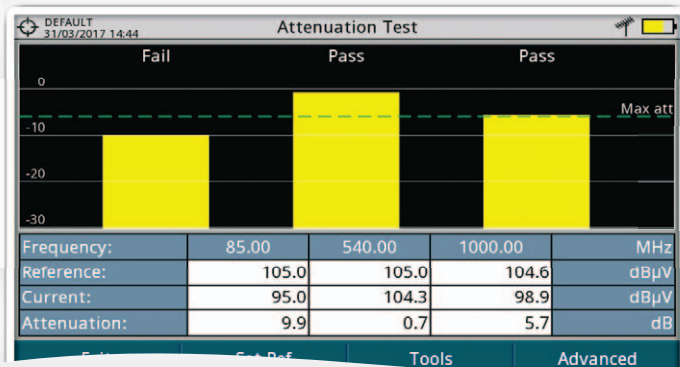 DEFAULT
31/03/2017 14:44
Attenuation Test
Fail Pass Pass
0
Max att
-10
-20
-30
Frequency: 85.00 540.00 1000.00 MHz
Reference: 105.0 105.0 104.6 dBµV
Current: 95.0 104.3 98.9 dBµV
Attenuation: 9.9 0.7 5.7 dB
Tools Advanced